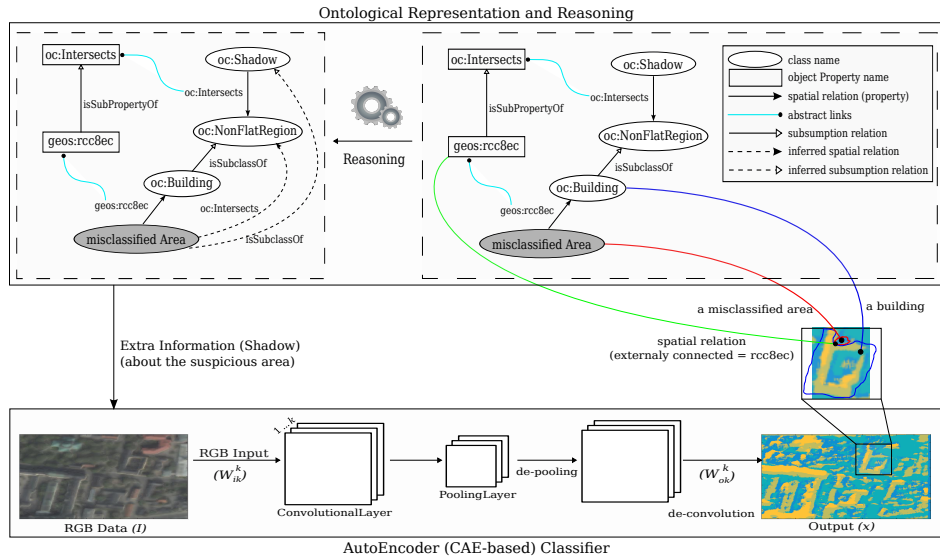 Ontological Representation and Reasoning
oc:Intersects
oc:Shadow
isSubPropertyOf
oc:Intersects
geos:rcc8ec
oc:NonFlatRegion
isSubclassOf
oc:Building
geos:rcc8ec
oc:Intersects
misclassified Area
IsSubclassOf
Reasoning
oc:Intersects
oc:Shadow
isSubPropertyOf
oc:Intersects
geos:rcc8ec
oc:NonFlatRegion
isSubclassOf
oc:Building
geos:rcc8ec
misclassified Area
class name
object Property name
spatial relation (property)
abstract links
subsumption relation
inferred spatial relation
inferred subsumption relation
a building
a misclassified area
spatial relation
(externaly connected = rcc8ec)
Extra Information (Shadow)
(about the suspicious area)
RGB Data (I)
RGB Input
(W_{ik}^{k})
1...k
ConvolutionalLayer
PoolingLayer
de-pooling
(W_{ok}^{k})
de-convolution
Output (x)
AutoEncoder (CAE-based) Classifier